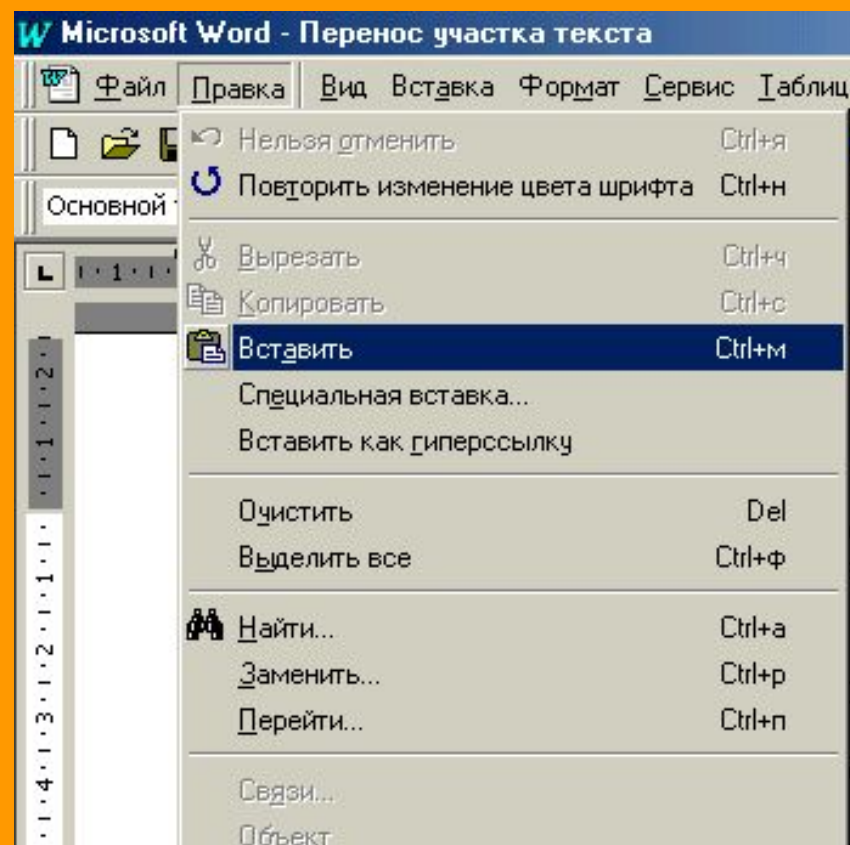 Microsoft Word - Перенос участка текста
Файл Правка Вид Вставка Формат Сервис Таблиц
Нельзя отменить Ctrl+я
Повторить изменение цвета шрифта Ctrl+н
Основной
Вырезать Ctrl+ч
Копировать Ctrl+с
Вставить Ctrl+м
Специальная вставка...
Вставить как гиперссылку
Очистить Del
Выделить все Ctrl+ф
Найти... Ctrl+а
Заменить... Ctrl+р
Перейти... Ctrl+п
Связи...
Объект